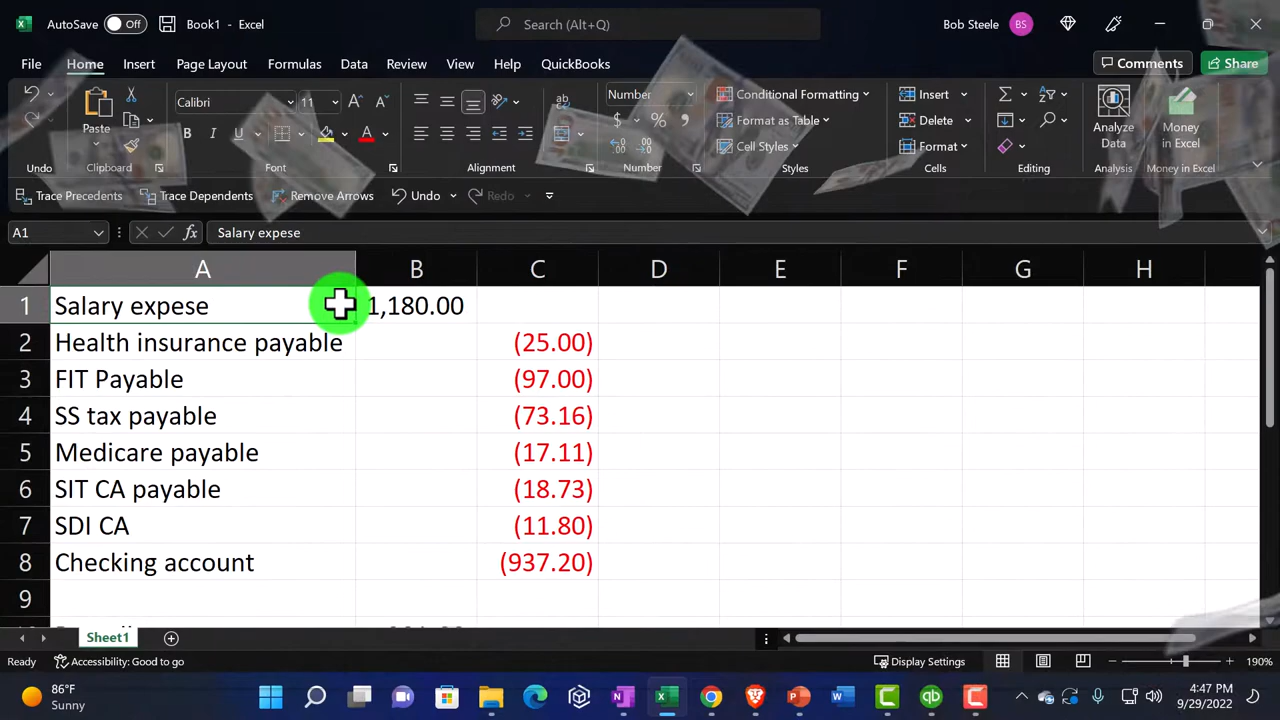 AutoSave Off Book1 - Excel Search (Alt+Q) Bob Steele BS
File Home Insert Page Layout Formulas Data Review View Help QuickBooks Comments Share
Calibri 11 Number Conditional Formatting Insert
Paste Format as Table Delete Analyze Data Money in Excel
B I U A $ % , Cell Styles Format
Undo Clipboard Font Alignment Number Styles Cells Editing Analysis Money in Excel
Trace Precedents Trace Dependents Remove Arrows Undo Redo
A1 fx Salary expese
A B C D E F G H
1 Salary expese 1,180.00
2 Health insurance payable (25.00)
3 FIT Payable (97.00)
4 SS tax payable (73.16)
5 Medicare payable (17.11)
6 SIT CA payable (18.73)
7 SDI CA (11.80)
8 Checking account (937.20)
9
Sheet1
Ready Accessibility: Good to go Display Settings 190%
86°F 4:47 PM
Sunny 9/29/2022